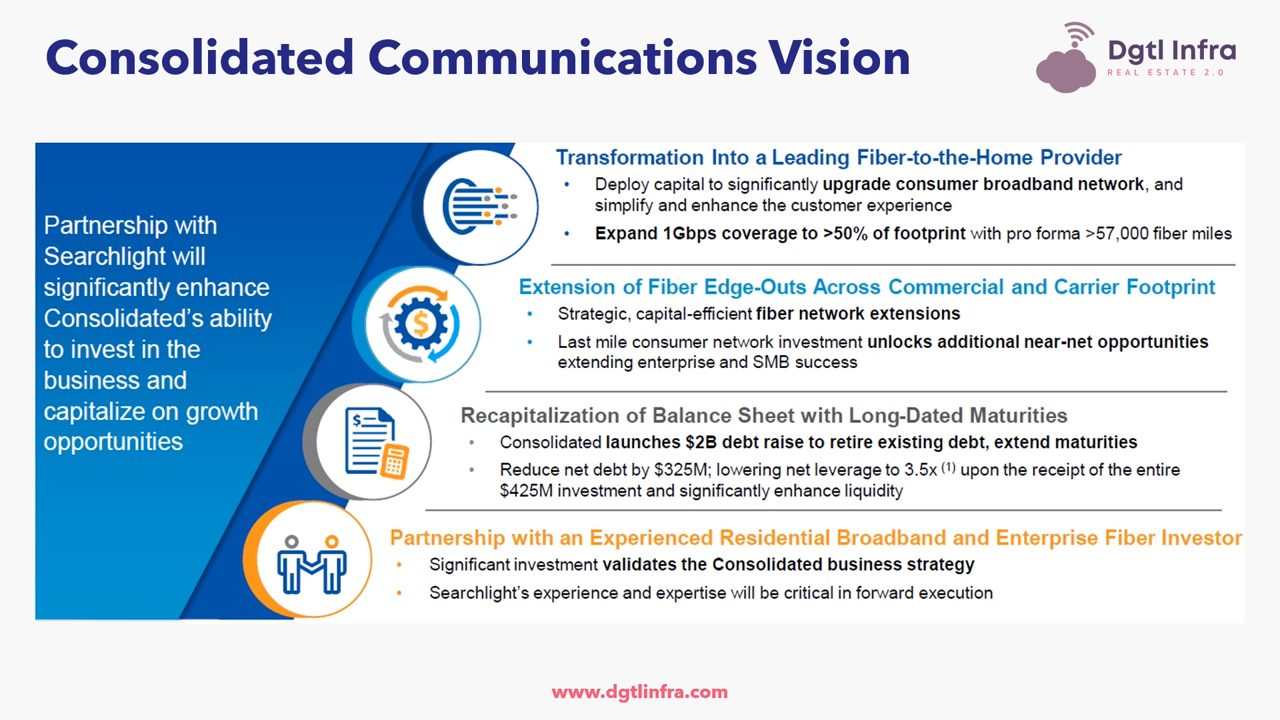 Consolidated Communications Vision
Dgtl Infra
REAL ESTATE 2.0
Partnership with
Searchlight will
significantly enhance
Consolidated's ability
to invest in the
business and
capitalize on growth
opportunities
Transformation Into a Leading Fiber-to-the-Home Provider
• Deploy capital to significantly upgrade consumer broadband network, and
simplify and enhance the customer experience
• Expand 1Gbps coverage to >50% of footprint with pro forma >57,000 fiber miles
$
Extension of Fiber Edge-Outs Across Commercial and Carrier Footprint
• Strategic, capital-efficient fiber network extensions
• Last mile consumer network investment unlocks additional near-net opportunities
extending enterprise and SMB success
$
Recapitalization of Balance Sheet with Long-Dated Maturities
• Consolidated launches $2B debt raise to retire existing debt, extend maturities
• Reduce net debt by $325M; lowering net leverage to 3.5x (1) upon the receipt of the entire
$425M investment and significantly enhance liquidity
Partnership with an Experienced Residential Broadband and Enterprise Fiber Investor
• Significant investment validates the Consolidated business strategy
• Searchlight's experience and expertise will be critical in forward execution
www.dgtlinfra.com